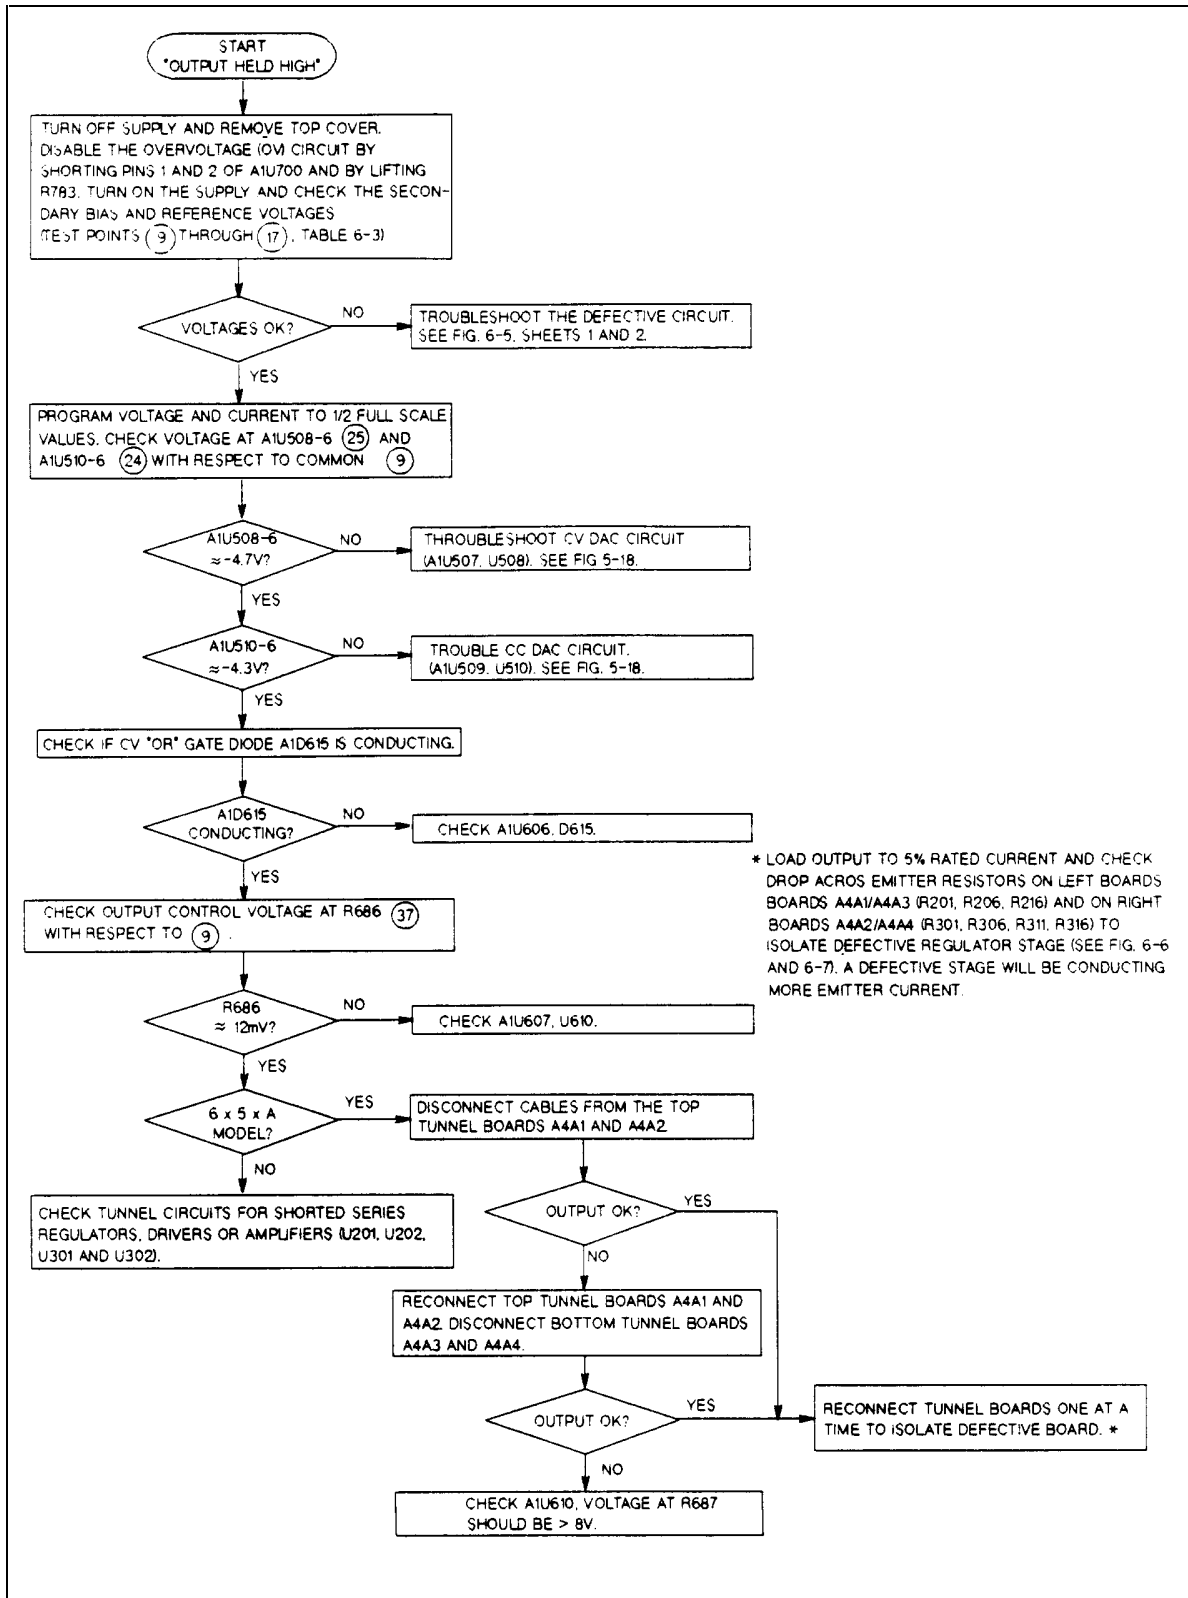 START
"OUTPUT HELD HIGH"
TURN OFF SUPPLY AND REMOVE TOP COVER.
DISABLE THE OVERVOLTAGE (OV) CIRCUIT BY
SHORTING PINS 1 AND 2 OF A1U700 AND BY LIFTING
R783. TURN ON THE SUPPLY AND CHECK THE SECON-
DARY BIAS AND REFERENCE VOLTAGES
(TEST POINTS 9 THROUGH 17, TABLE 6-3)
VOLTAGES OK?
NO
TROUBLESHOOT THE DEFECTIVE CIRCUIT.
SEE FIG. 6-5. SHEETS 1 AND 2.
YES
PROGRAM VOLTAGE AND CURRENT TO 1/2 FULL SCALE
VALUES. CHECK VOLTAGE AT A1U508-6 25 AND
A1U510-6 24 WITH RESPECT TO COMMON 9
A1U508-6
≈-4.7V?
NO
THROUBLESHOOT CV DAC CIRCUIT
(A1U507, U508). SEE FIG 5-18.
YES
A1U510-6
≈-4.3V?
NO
TROUBLE CC DAC CIRCUIT.
(A1U509, U510). SEE FIG. 5-18.
YES
CHECK IF CV "OR" GATE DIODE A1D615 IS CONDUCTING.
A1D615
CONDUCTING?
NO
CHECK A1U606, D615.
YES
CHECK OUTPUT CONTROL VOLTAGE AT R686 37
WITH RESPECT TO 9 .
* LOAD OUTPUT TO 5% RATED CURRENT AND CHECK
DROP ACROS EMITTER RESISTORS ON LEFT BOARDS
BOARDS A4A1/A4A3 (R201, R206, R216) AND ON RIGHT
BOARDS A4A2/A4A4 (R301, R306, R311, R316) TO
ISOLATE DEFECTIVE REGULATOR STAGE (SEE FIG. 6-6
AND 6-7). A DEFECTIVE STAGE WILL BE CONDUCTING
MORE EMITTER CURRENT.
R686
≈ 12mV?
NO
CHECK A1U607, U610.
YES
6 x 5 x A
MODEL?
YES
DISCONNECT CABLES FROM THE TOP
TUNNEL BOARDS A4A1 AND A4A2.
NO
CHECK TUNNEL CIRCUITS FOR SHORTED SERIES
REGULATORS, DRIVERS OR AMPLIFIERS (U201, U202,
U301 AND U302).
OUTPUT OK?
YES
NO
RECONNECT TOP TUNNEL BOARDS A4A1 AND
A4A2. DISCONNECT BOTTOM TUNNEL BOARDS
A4A3 AND A4A4.
OUTPUT OK?
YES
RECONNECT TUNNEL BOARDS ONE AT A
TIME TO ISOLATE DEFECTIVE BOARD. *
NO
CHECK A1U610, VOLTAGE AT R687
SHOULD BE > 8V.